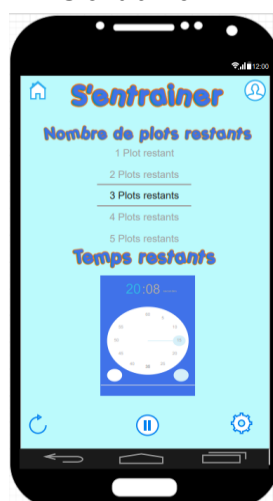 12:00
S'entrainer
Nombre de plots restants
1 Plot restant
2 Plots restants
3 Plots restants
4 Plots restants
5 Plots restants
Temps restants
20:08